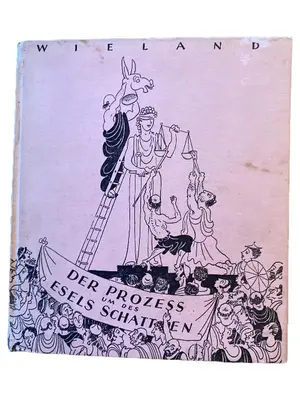 WIELAND
DER PROZESS
UM DES
ESELS SCHATTEN